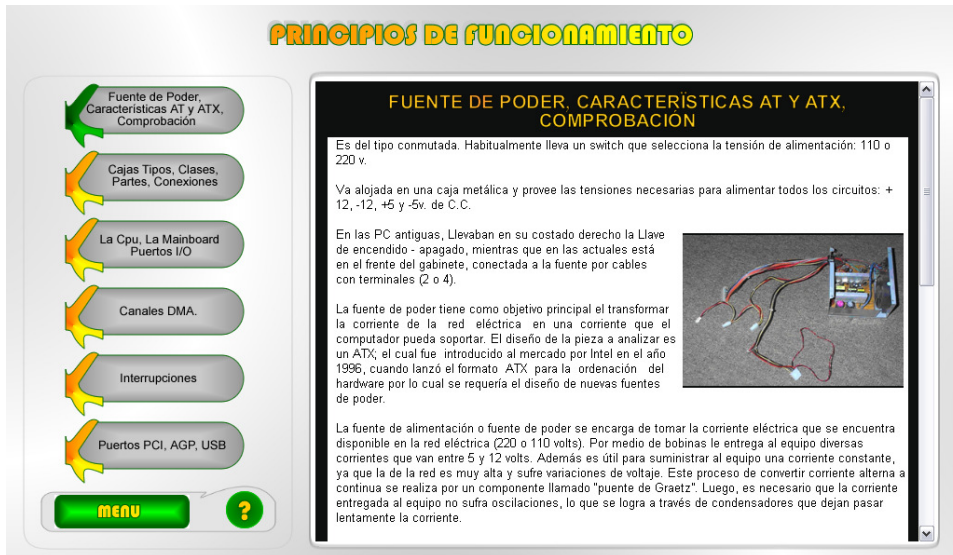 PRINCIPIOS DE FUNCIONAMIENTO
Fuente de Poder,
Características AT y ATX,
Comprobación
Cajas Tipos, Clases,
Partes, Conexiones
La Cpu, La Mainboard
Puertos I/O
Canales DMA.
Interrupciones
Puertos PCI, AGP, USB
MENU
?
FUENTE DE PODER, CARACTERÏSTICAS AT Y ATX,
COMPROBACIÓN
Es del tipo conmutada. Habitualmente lleva un switch que selecciona la tensión de alimentación: 110 o
220 v.
Va alojada en una caja metálica y provee las tensiones necesarias para alimentar todos los circuitos: +
12, -12, +5 y -5v. de C.C.
En las PC antiguas, Llevaban en su costado derecho la Llave
de encendido - apagado, mientras que en las actuales está
en el frente del gabinete, conectada a la fuente por cables
con terminales (2 o 4).
La fuente de poder tiene como objetivo principal el transformar
la corriente de la red eléctrica en una corriente que el
computador pueda soportar. El diseño de la pieza a analizar es
un ATX; el cual fue introducido al mercado por Intel en el año
1996, cuando lanzó el formato ATX para la ordenación del
hardware por lo cual se requería el diseño de nuevas fuentes
de poder.
La fuente de alimentación o fuente de poder se encarga de tomar la corriente eléctrica que se encuentra
disponible en la red eléctrica (220 o 110 volts). Por medio de bobinas le entrega al equipo diversas
corrientes que van entre 5 y 12 volts. Además es útil para suministrar al equipo una corriente constante,
ya que la de la red es muy alta y sufre variaciones de voltaje. Este proceso de convertir corriente alterna a
continua se realiza por un componente llamado "puente de Graetz". Luego, es necesario que la corriente
entregada al equipo no sufra oscilaciones, lo que se logra a través de condensadores que dejan pasar
lentamente la corriente.